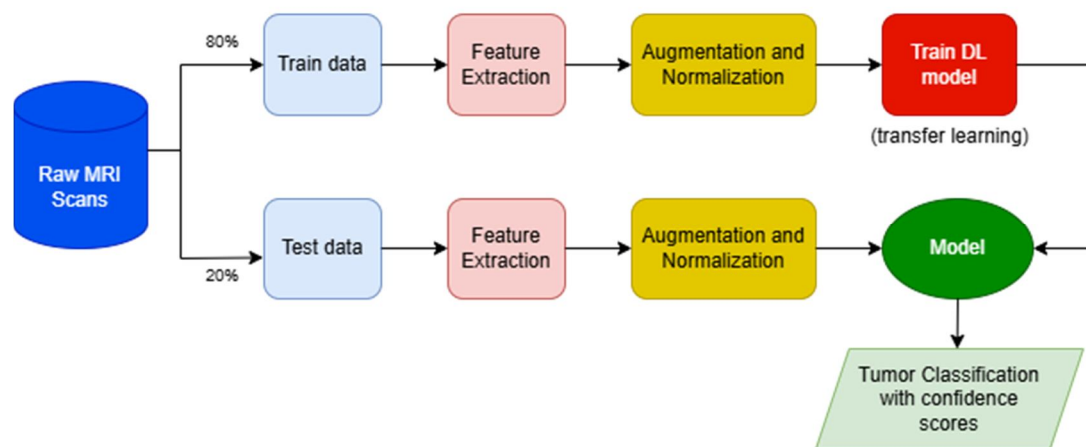 80%
Train data
Feature
Extraction
Augmentation and
Normalization
Train DL
model
(transfer learning)
Raw MRI
Scans
20%
Test data
Feature
Extraction
Augmentation and
Normalization
Model
Tumor Classification
with confidence
scores